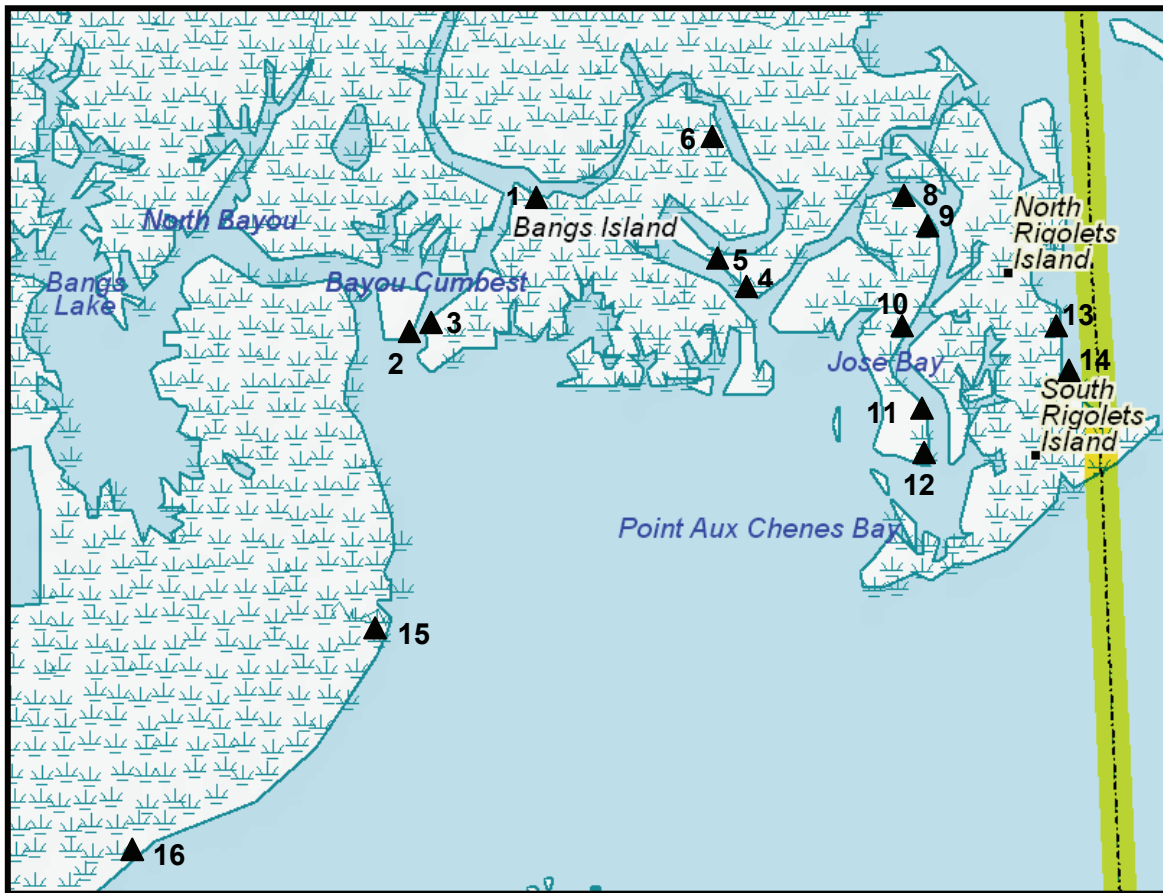 6
1
8
Bangs Island
9
North
Rigolets
Island
North Bayou
5
Bangs
Lake
Bayou Cumbest
4
3
10
13
2
Jose Bay
14
South
Rigolets
Island
11
12
Point Aux Chenes Bay
15
16